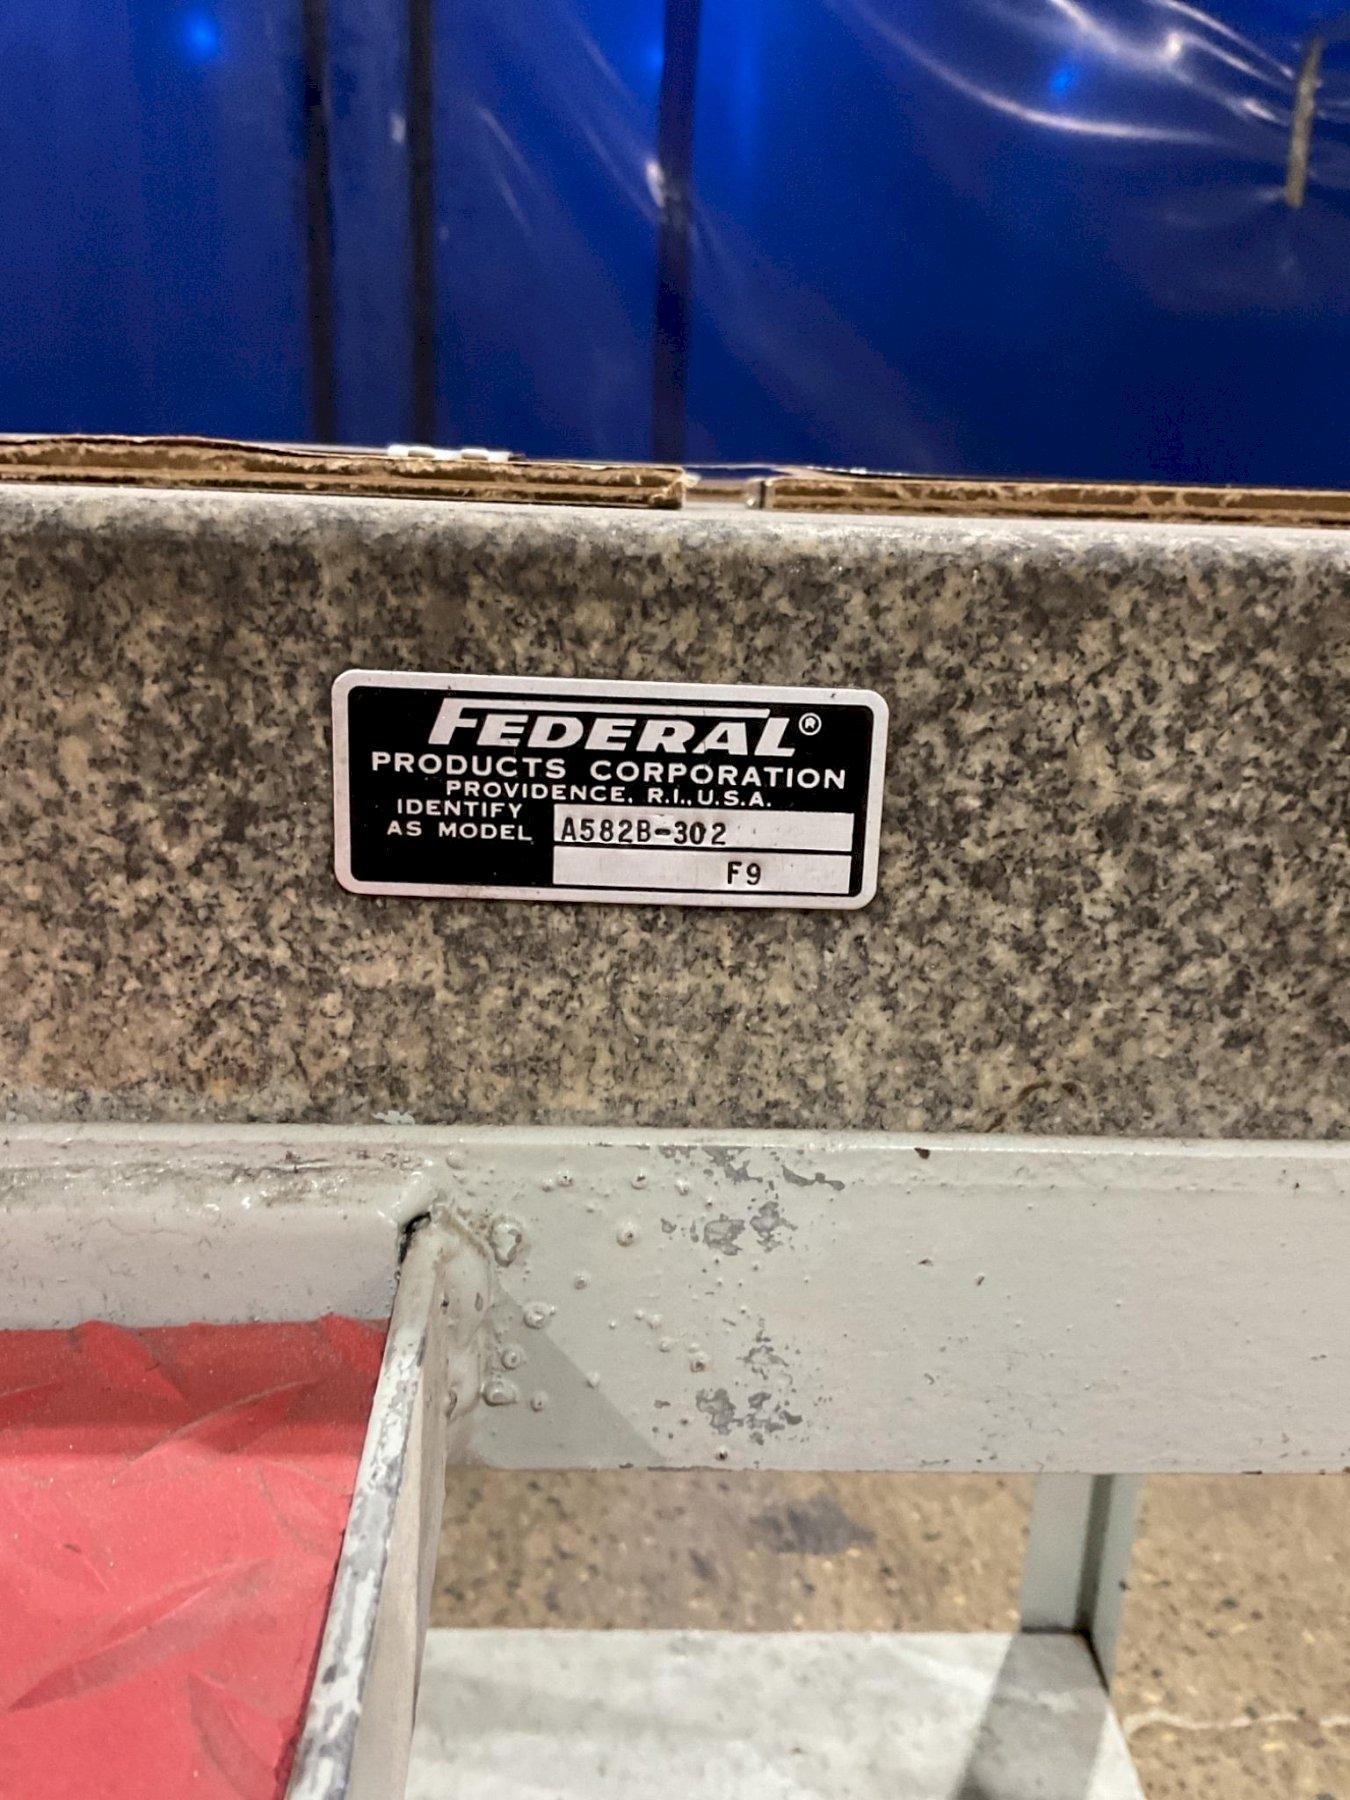 FEDERAL®
PRODUCTS CORPORATION
PROVIDENCE, R.I., U.S.A.
IDENTIFY
AS MODEL A582B-302
F9